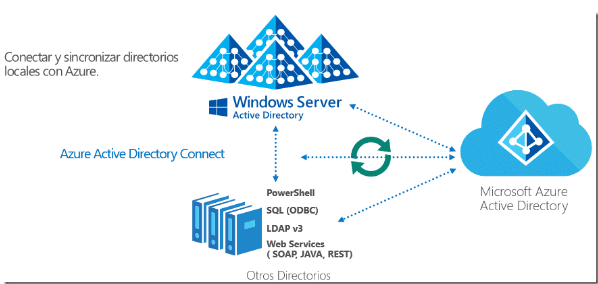 Conectar y sincronizar directorios
locales con Azure.
Windows Server
Active Directory
Azure Active Directory Connect
PowerShell
SQL (ODBC)
LDAP v3
Web Services
( SOAP, JAVA, REST)
Otros Directorios
Microsoft Azure
Active Directory